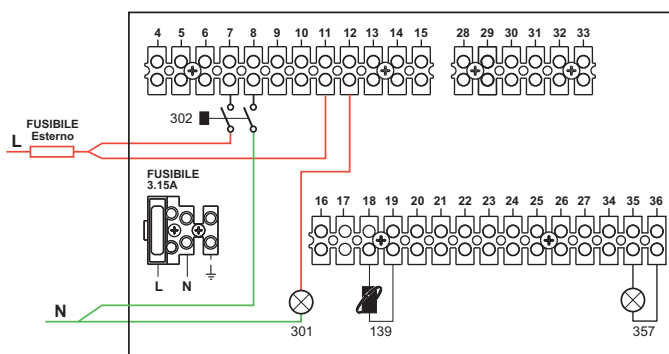 4 5 6 7 8 9 10 11 12 13 14 15 28 29 30 31 32 33
302
FUSIBILE
Esterno
L
FUSIBILE
3.15A
16 17 18 19 20 21 22 23 24 25 26 27 34 35 36
L N
N
301
139
357